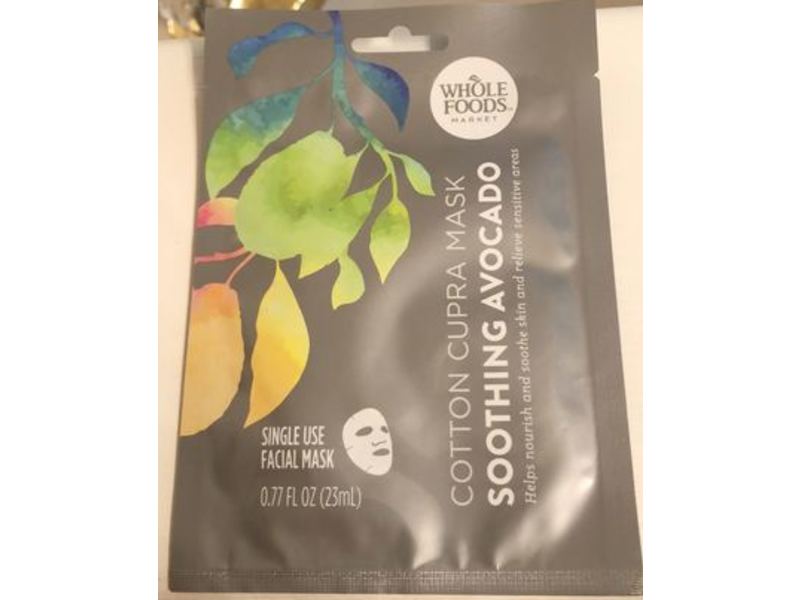 WHOLE
FOODS™
MARKET
COTTON CUPRA MASK
SOOTHING AVOCADO
Helps nourish and soothe skin and relieve sensitive areas
SINGLE USE
FACIAL MASK
0.77 FL OZ (23mL)